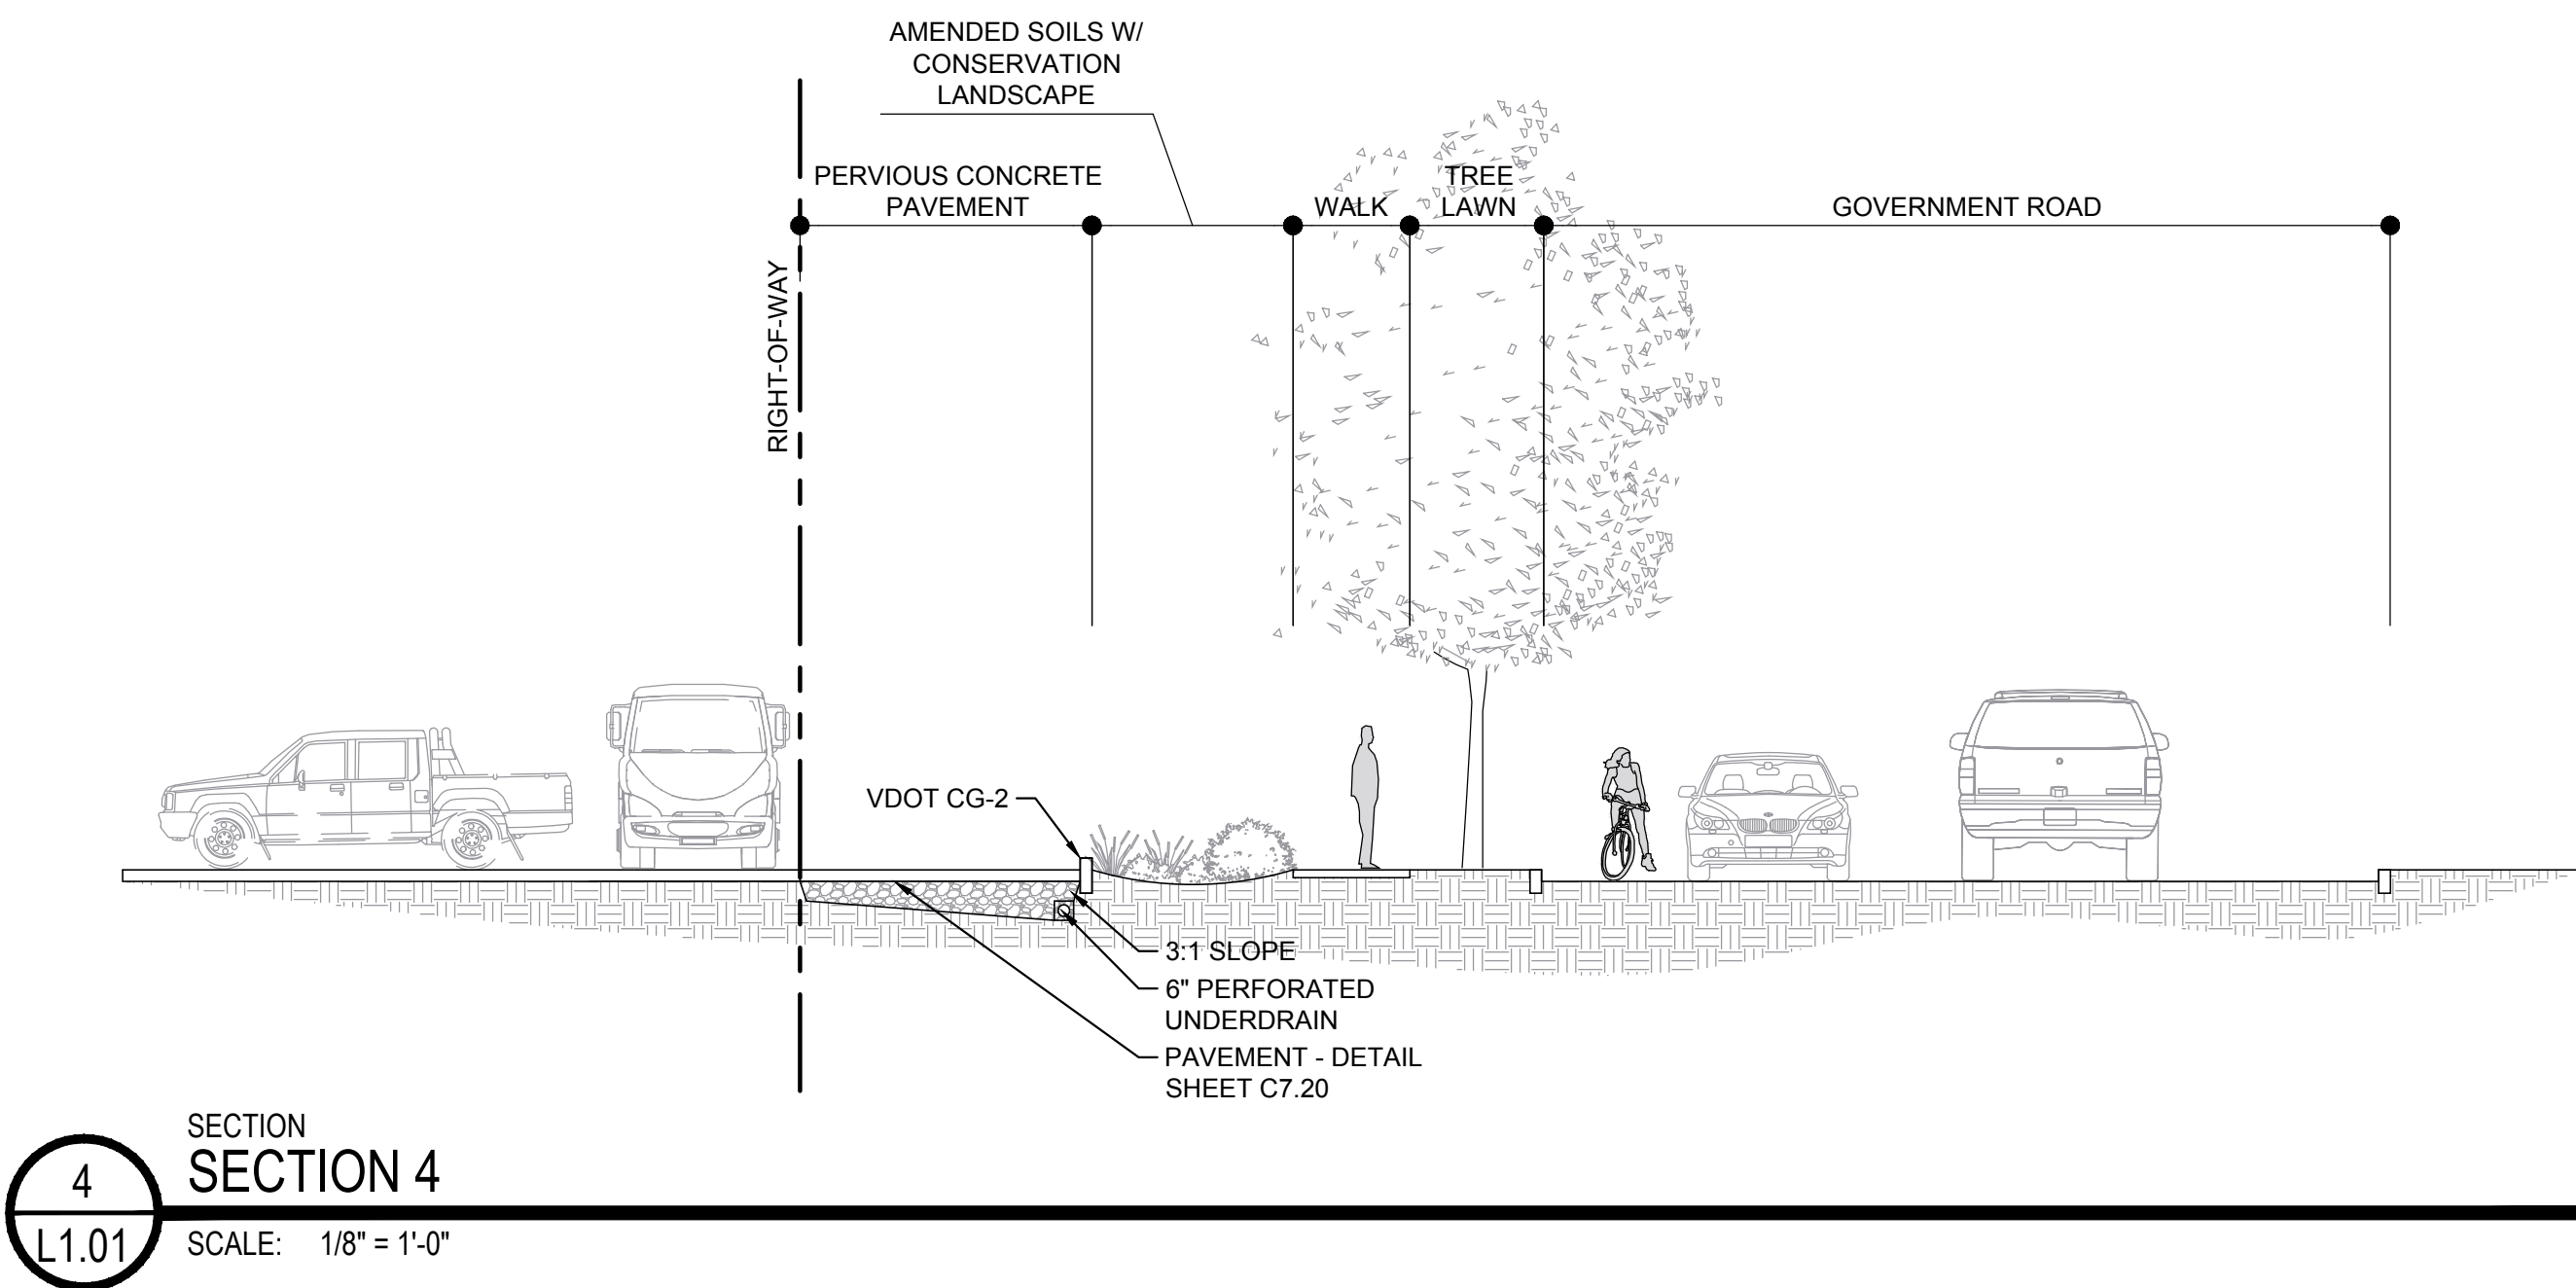 AMENDED SOILS W/
CONSERVATION
LANDSCAPE
PERVIOUS CONCRETE
PAVEMENT
WALK
TREE
LAWN
GOVERNMENT ROAD
RIGHT-OF-WAY
VDOT CG-2
3:1 SLOPE
6" PERFORATED
UNDERDRAIN
PAVEMENT - DETAIL
SHEET C7.20
SECTION
SECTION 4
4
L1.01
SCALE: 1/8" = 1'-0"